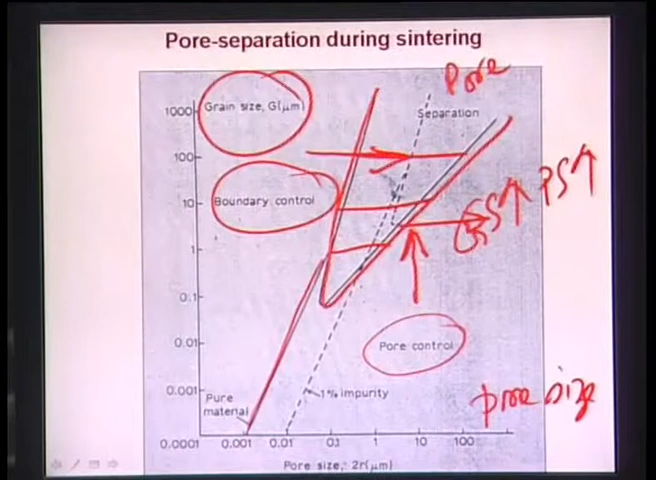 Pore-separation during sintering
Pore
1000
Grain size, G(μm)
Separation
100
10
Boundary control
GS↑ PS↑
1
0.1
0.01
Pore control
0.001
Pure
material
1% impurity
pore size
0.0001 0.001 0.01 0.1 1 10 100
Pore size, 2r(μm)